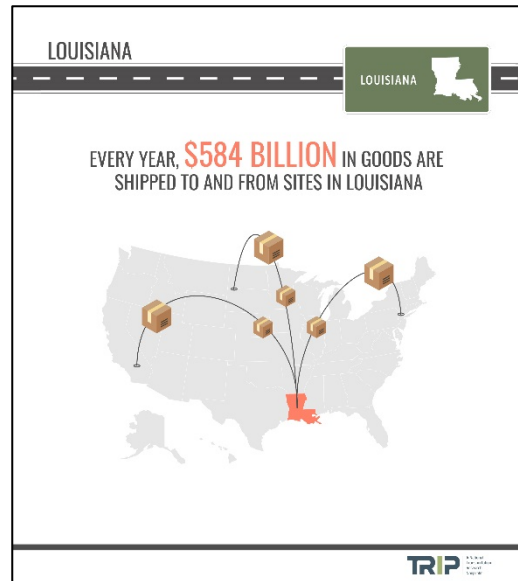 LOUISIANA
LOUISIANA
EVERY YEAR, $584 BILLION IN GOODS ARE
SHIPPED TO AND FROM SITES IN LOUISIANA
TRIP